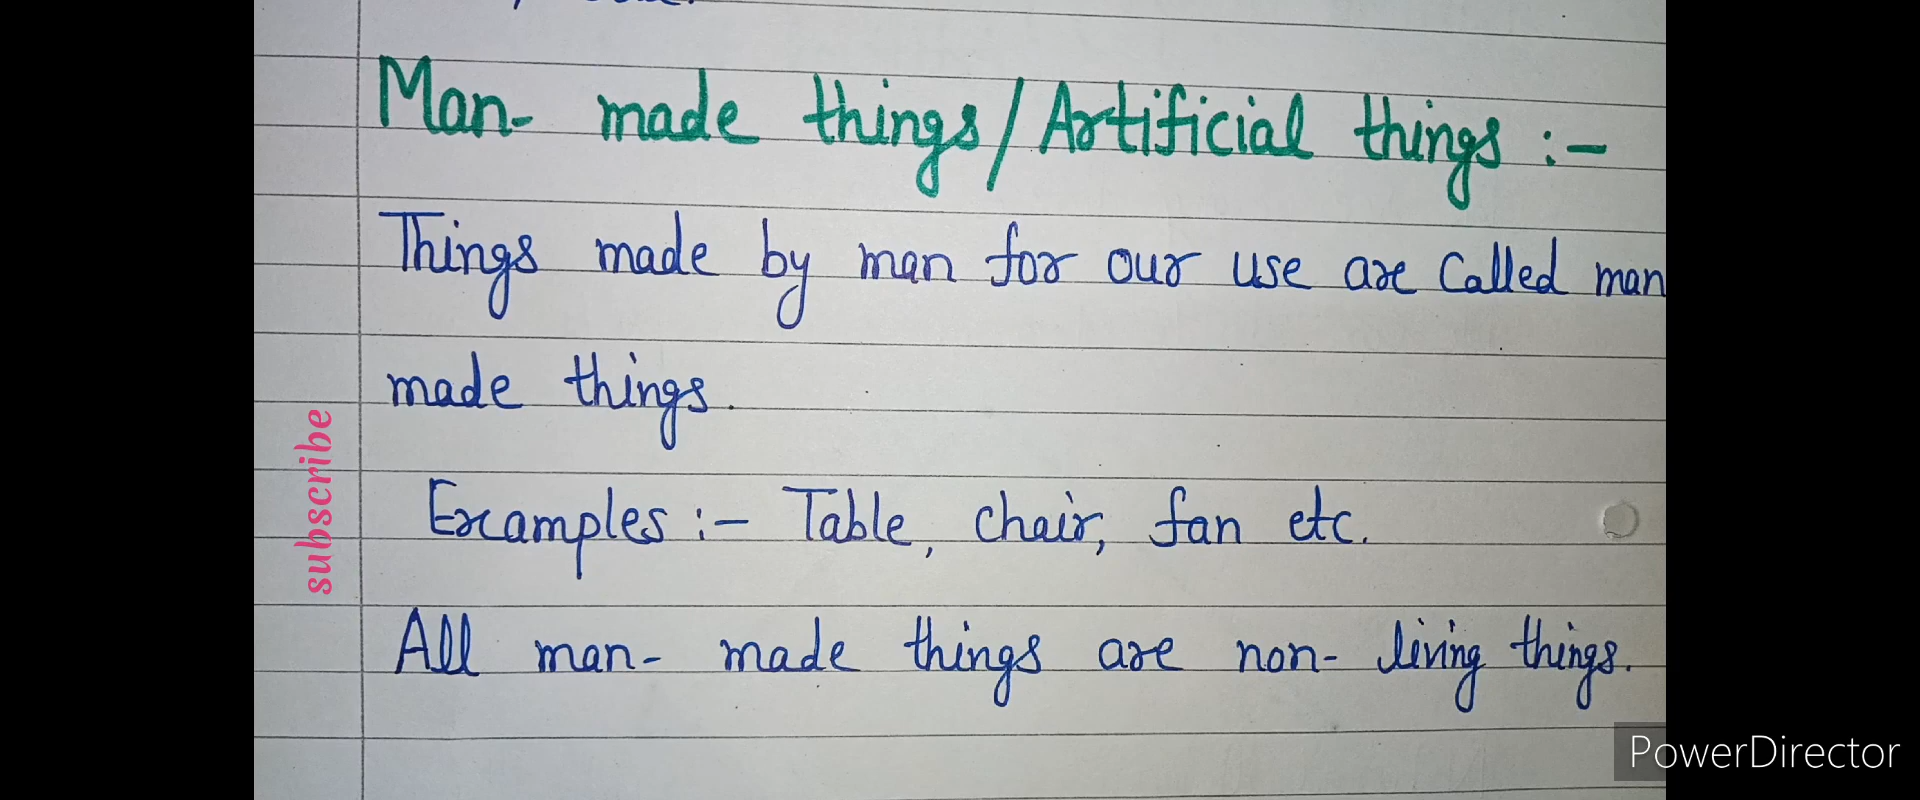 Man- made things/Artificial things :-
Things made by man for our use are Called man
made things.
Examples :- Table, chair, fan etc.
All man- made things are non- living things.
subscribe
PowerDirector